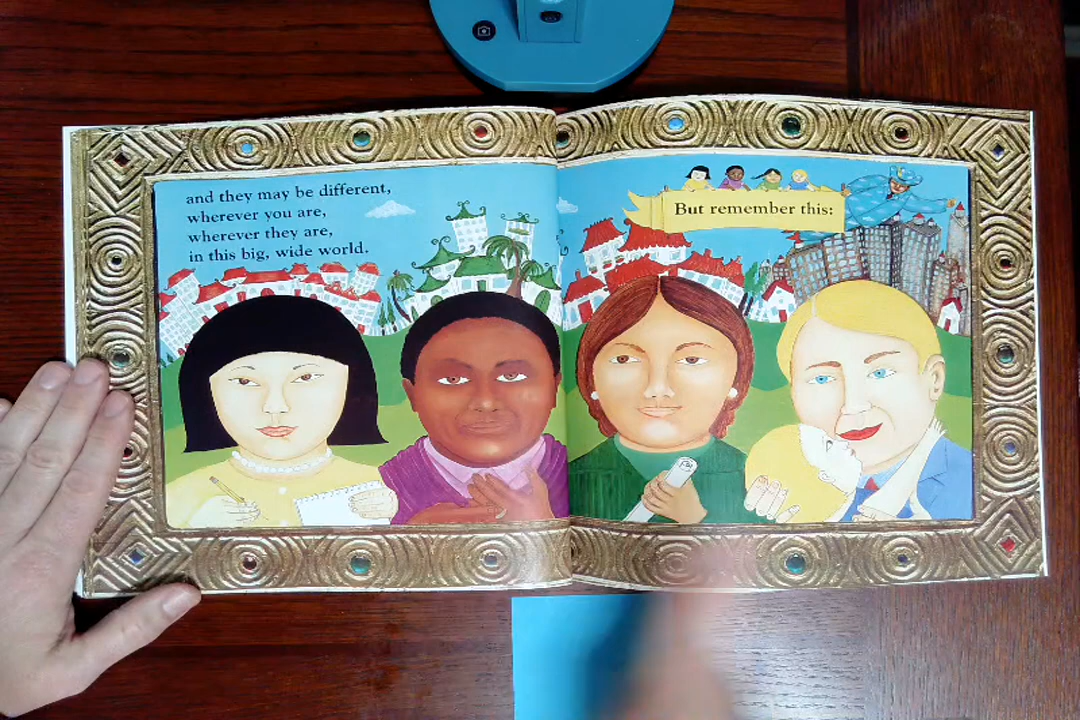 and they may be different,
wherever you are,
wherever they are,
in this big, wide world.
But remember this: